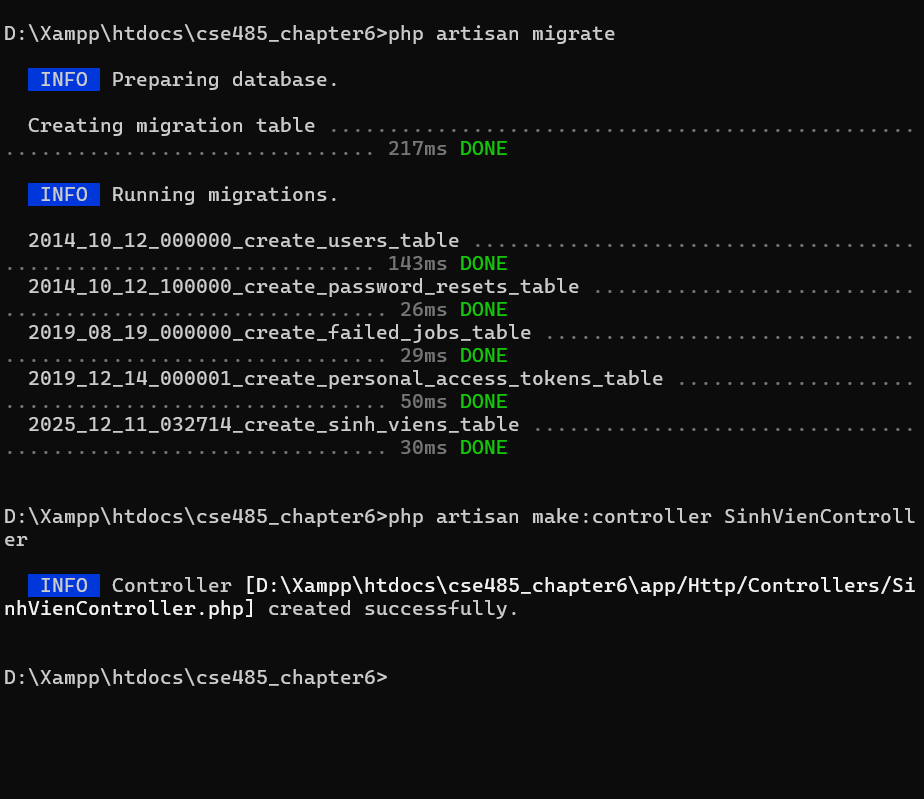 D:\Xampp\htdocs\cse485_chapter6>php artisan migrate
INFO Preparing database.
Creating migration table .................................................
............................... 217ms DONE
INFO Running migrations.
2014_10_12_000000_create_users_table .....................................
............................... 143ms DONE
2014_10_12_100000_create_password_resets_table ...........................
................................ 26ms DONE
2019_08_19_000000_create_failed_jobs_table ...............................
................................ 29ms DONE
2019_12_14_000001_create_personal_access_tokens_table ....................
................................ 50ms DONE
2025_12_11_032714_create_sinh_viens_table ................................
................................ 30ms DONE
D:\Xampp\htdocs\cse485_chapter6>php artisan make:controller SinhVienControll
er
INFO Controller [D:\Xampp\htdocs\cse485_chapter6\app/Http/Controllers/Si
nhVienController.php] created successfully.
D:\Xampp\htdocs\cse485_chapter6>